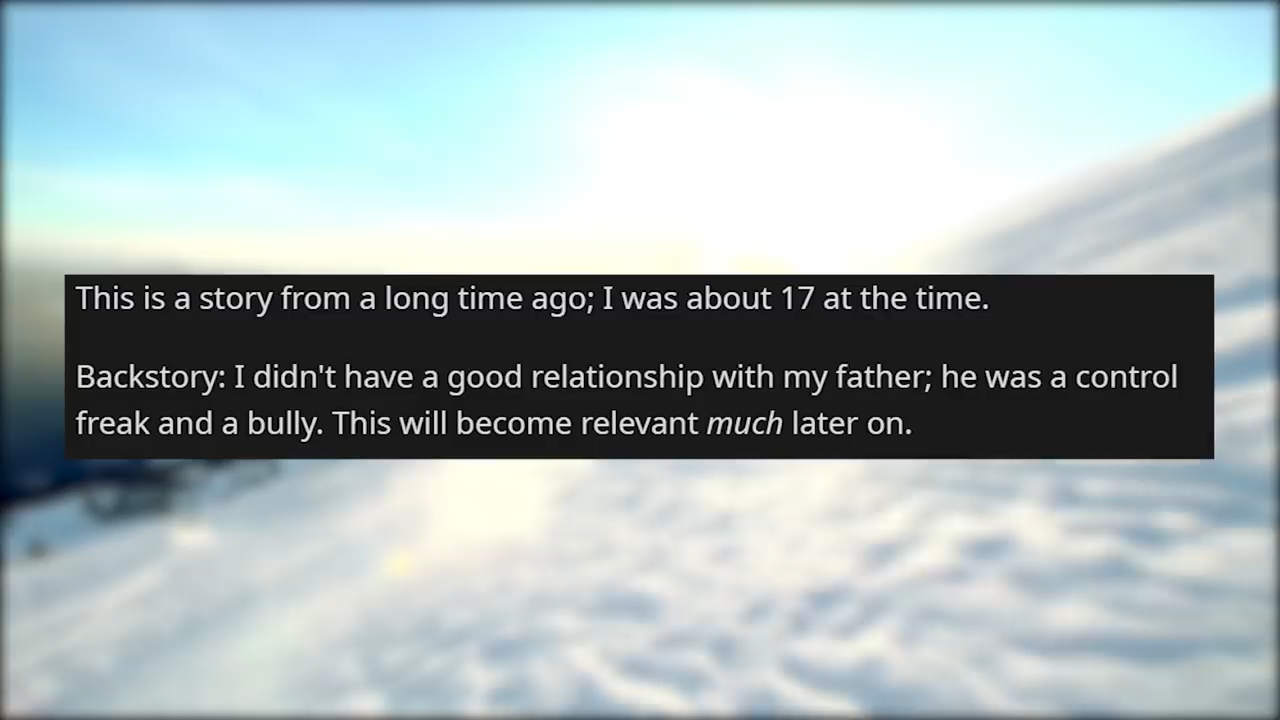 This is a story from a long time ago; I was about 17 at the time.
Backstory: I didn't have a good relationship with my father; he was a control
freak and a bully. This will become relevant much later on.